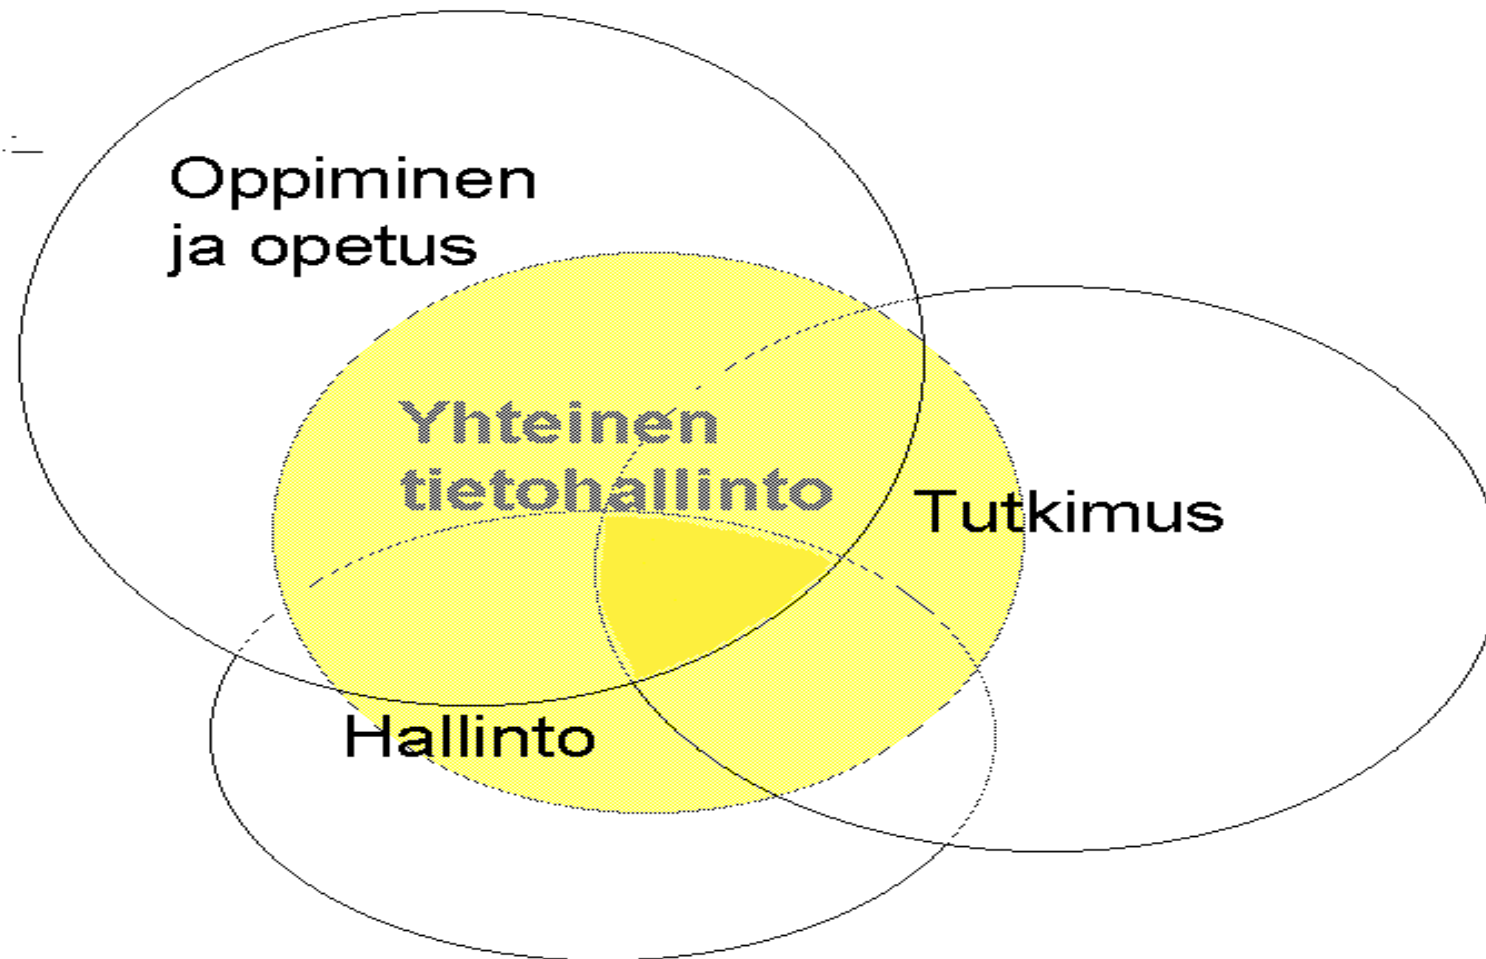 Oppiminen
ja opetus
Yhteinen
tietohallinto
Tutkimus
Hallinto